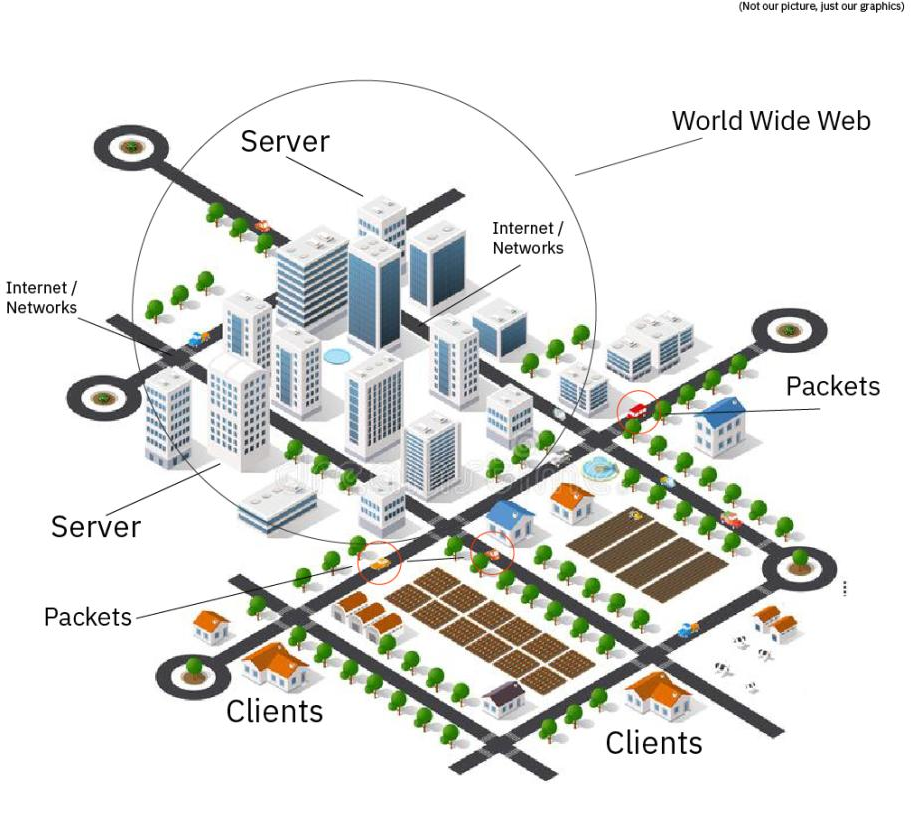 (Not our picture, just our graphics)
World Wide Web
Server
Internet /
Networks
Internet /
Networks
Packets
Server
Packets
Clients
Clients